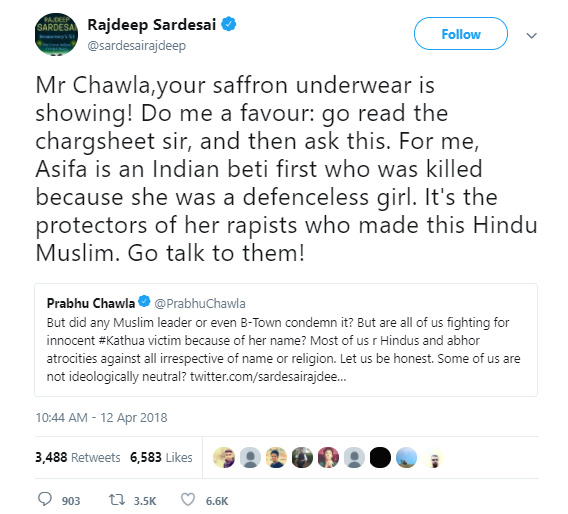 Rajdeep Sardesai
@sardesairajdeep
Follow
Mr Chawla,your saffron underwear is
showing! Do me a favour: go read the
chargsheet sir, and then ask this. For me,
Asifa is an Indian beti first who was killed
because she was a defenceless girl. It's the
protectors of her rapists who made this Hindu
Muslim. Go talk to them!
Prabhu Chawla @PrabhuChawla
But did any Muslim leader or even B-Town condemn it? But are all of us fighting for
innocent #Kathua victim because of her name? Most of us r Hindus and abhor
atrocities against all irrespective of name or religion. Let us be honest. Some of us are
not ideologically neutral? twitter.com/sardesairajdee…
10:44 AM - 12 Apr 2018
3,488 Retweets 6,583 Likes
903 3.5K 6.6K